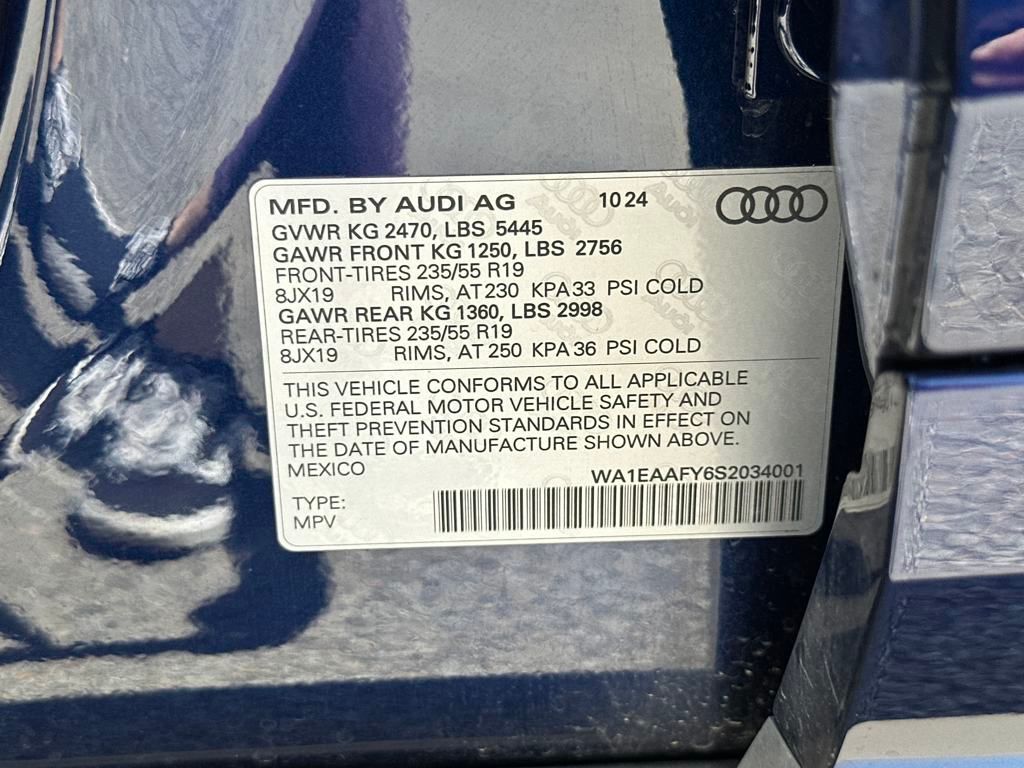 MFD. BY AUDI AG 10 24
GVWR KG 2470, LBS 5445
GAWR FRONT KG 1250, LBS 2756
FRONT-TIRES 235/55 R19
8JX19 RIMS, AT 230 KPA 33 PSI COLD
GAWR REAR KG 1360, LBS 2998
REAR-TIRES 235/55 R19
8JX19 RIMS, AT 250 KPA 36 PSI COLD
THIS VEHICLE CONFORMS TO ALL APPLICABLE
U.S. FEDERAL MOTOR VEHICLE SAFETY AND
THEFT PREVENTION STANDARDS IN EFFECT ON
THE DATE OF MANUFACTURE SHOWN ABOVE.
MEXICO
WA1EAAFY6S2034001
TYPE:
MPV